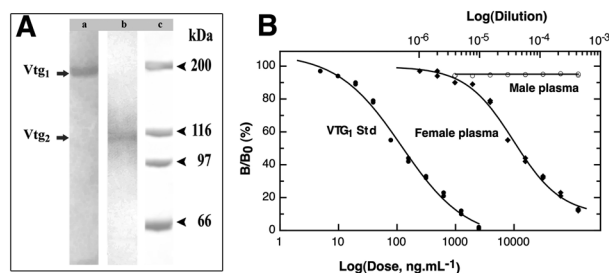 A
a b c
kDa
Vtg1
Vtg2
200
116
97
66
B
Log(Dilution)
10-6 10-5 10-4 10-3
B/B0 (%)
100
80
60
40
20
0
Male plasma
VTG1 Std
Female plasma
1 10 100 1000 10000
Log(Dose, ng.mL-1)